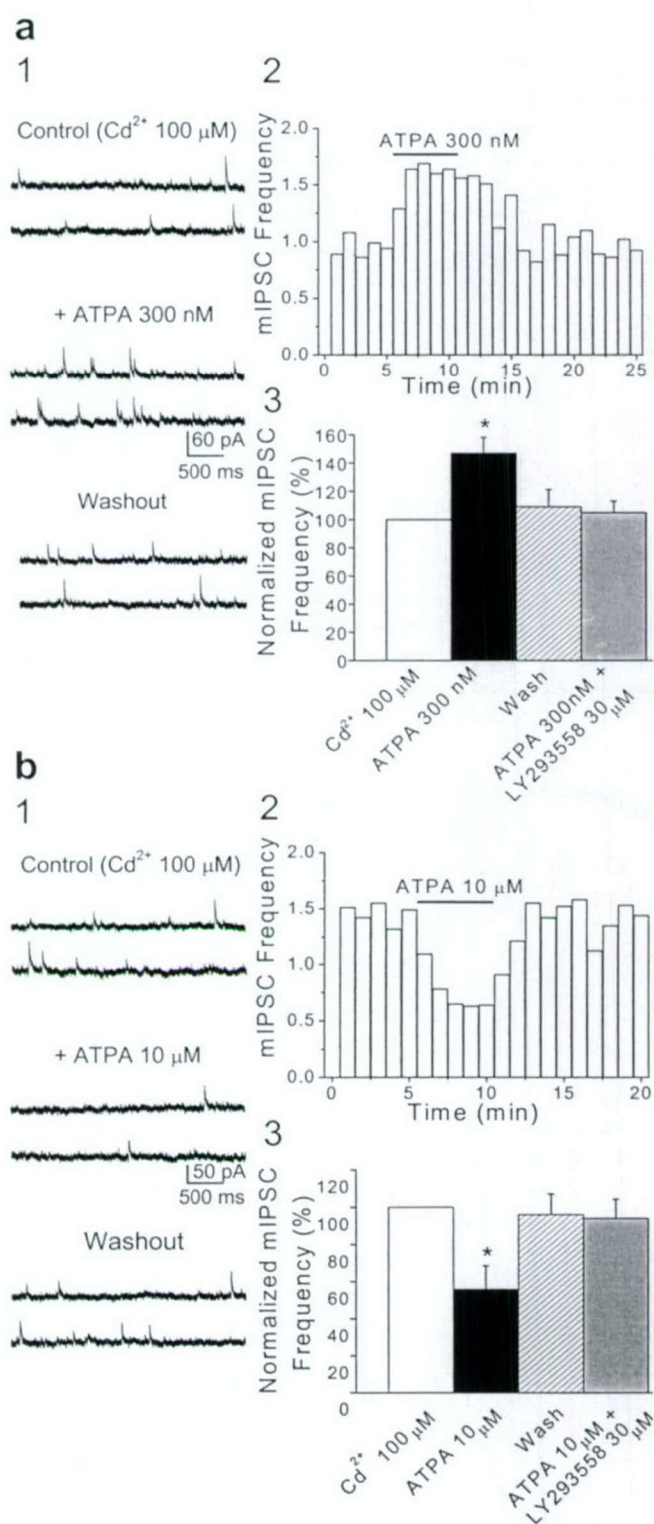 a
1
Control (Cd²⁺ 100 µM)
+ ATPA 300 nM
60 pA
500 ms
Washout
2
mIPSC Frequency
2.0
1.5
1.0
0.5
0.0
ATPA 300 nM
0 5 10 15 20 25
Time (min)
3
Normalized mIPSC
Frequency (%)
160
140
120
100
80
60
40
20
0
*
Cd²⁺ 100 µM
ATPA 300 nM
Wash
ATPA 300nM +
LY293558 30 µM
b
1
Control (Cd²⁺ 100 µM)
+ ATPA 10 µM
50 pA
500 ms
Washout
2
mIPSC Frequency
2.0
1.5
1.0
0.5
0.0
ATPA 10 µM
0 5 10 15 20
Time (min)
3
Normalized mIPSC
Frequency (%)
120
100
80
60
40
20
0
*
Cd²⁺ 100 µM
ATPA 10 µM
Wash
ATPA 10 µM +
LY293558 30 µM